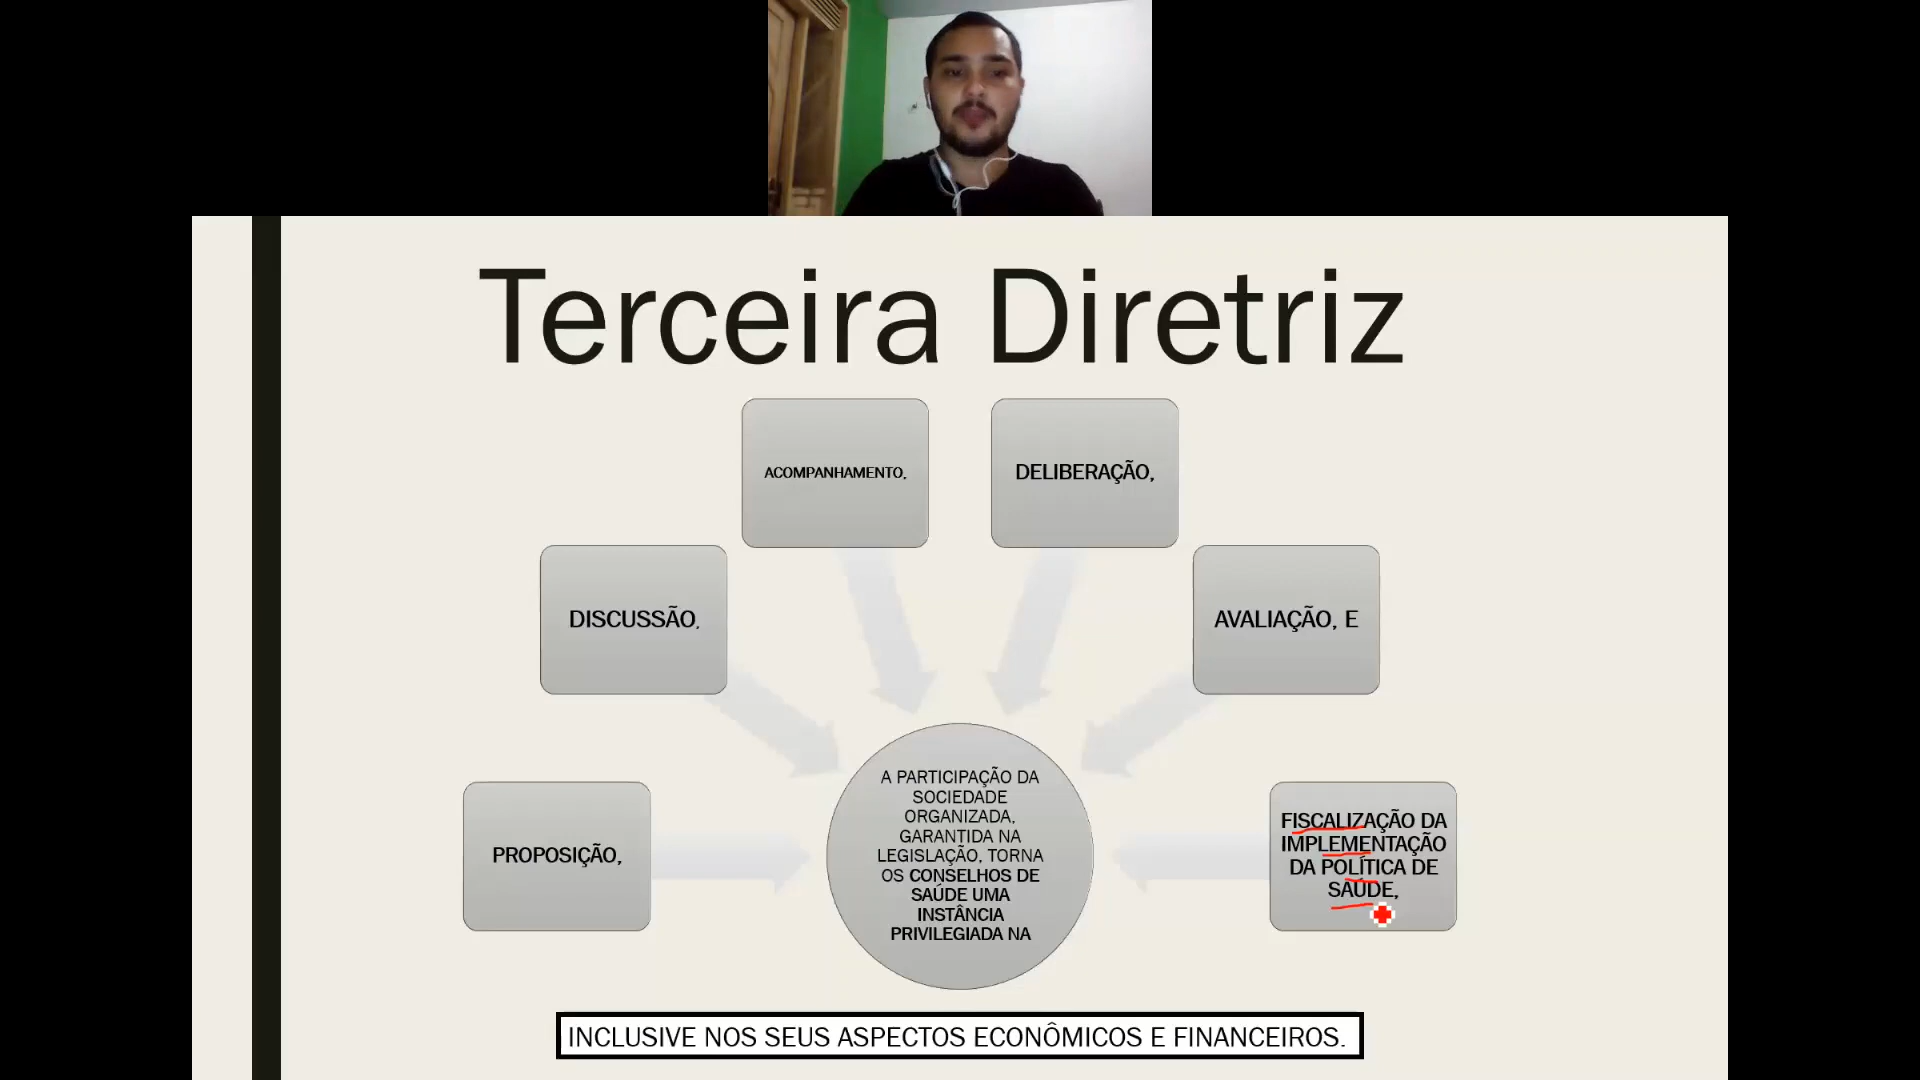 Terceira Diretriz
ACOMPANHAMENTO,
DELIBERAÇÃO,
DISCUSSÃO,
AVALIAÇÃO, E
PROPOSIÇÃO,
A PARTICIPAÇÃO DA
SOCIEDADE
ORGANIZADA,
GARANTIDA NA
LEGISLAÇÃO, TORNA
OS CONSELHOS DE
SAÚDE UMA
INSTÂNCIA
PRIVILEGIADA NA
FISCALIZAÇÃO DA
IMPLEMENTAÇÃO
DA POLÍTICA DE
SAÚDE,
INCLUSIVE NOS SEUS ASPECTOS ECONÔMICOS E FINANCEIROS.